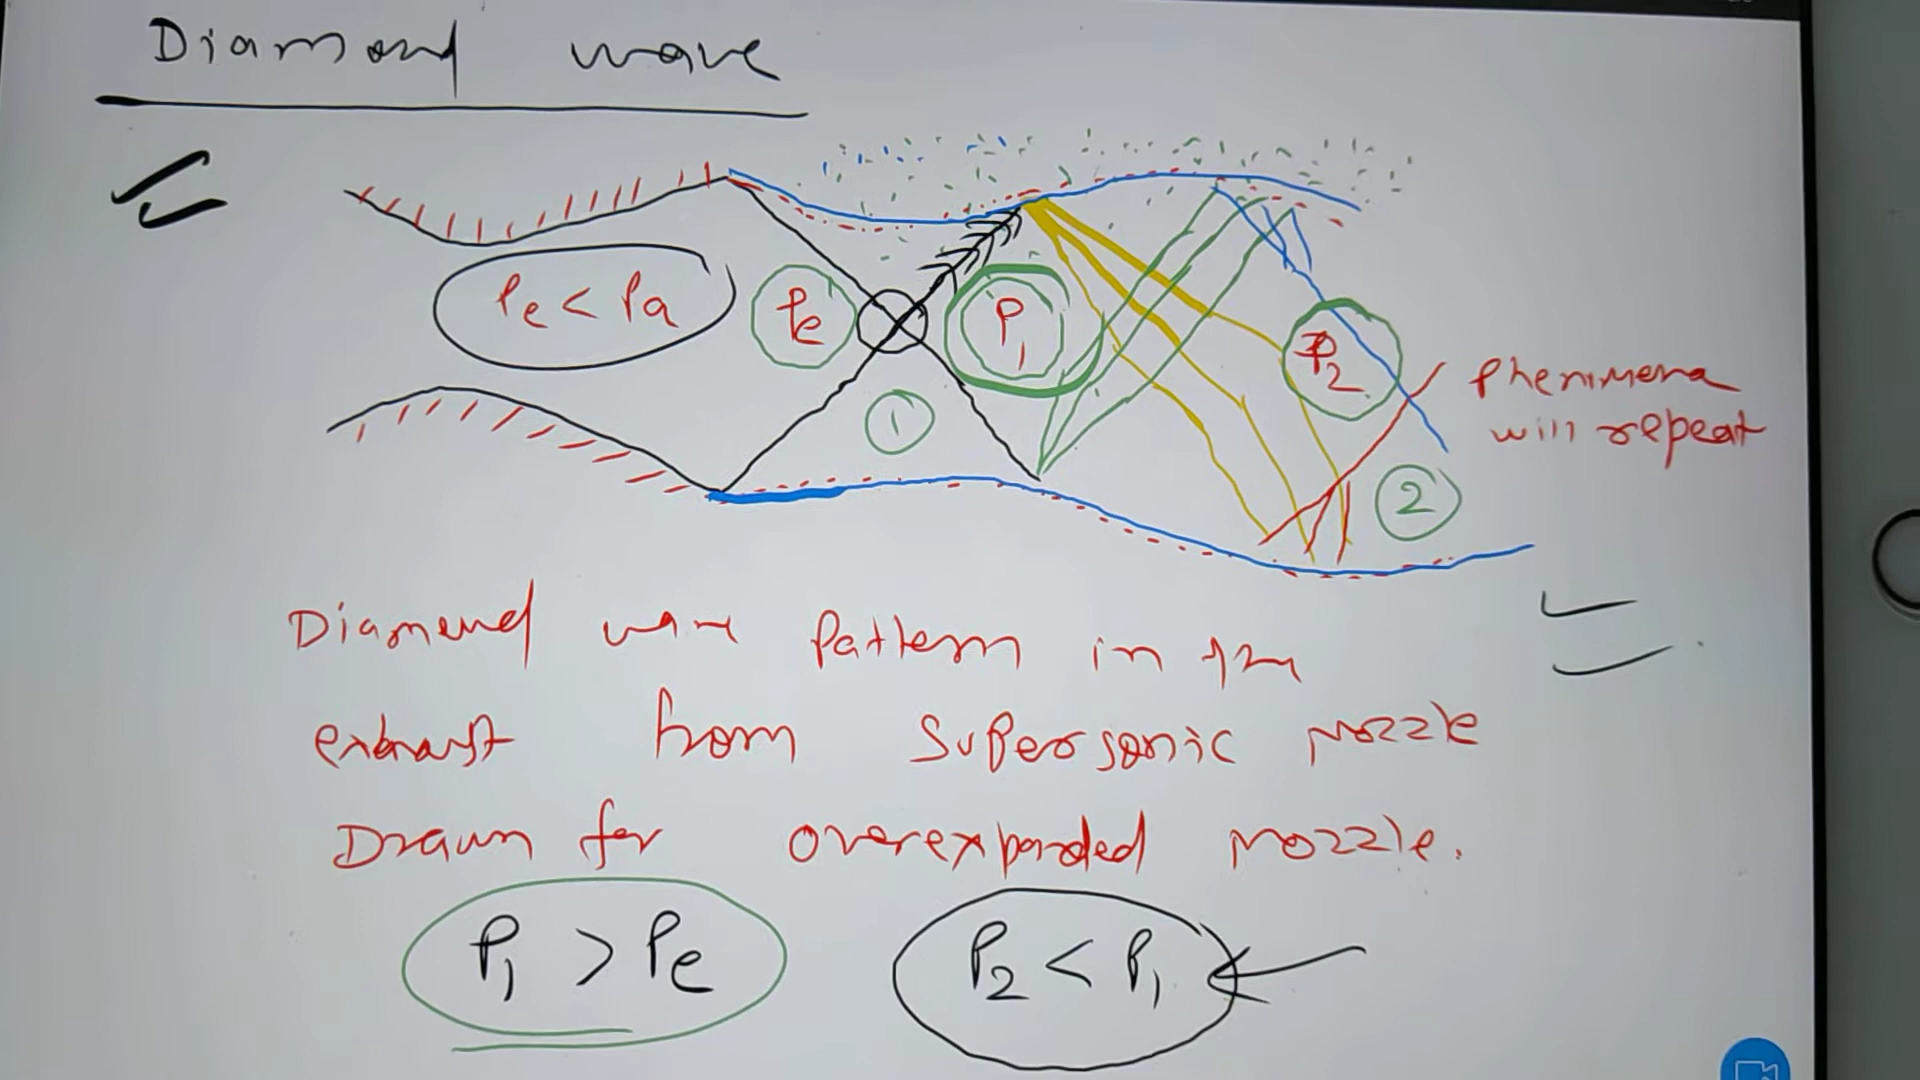 Diamond wave
Pe < Pa
Pe
P1
P2
1
2
Phenimena
will repeat
Diamond wave Pattern in the
exhaust from Supersonic Nozzle
Drawn for overexpanded Nozzle.
P1 > Pe
P2 < P1